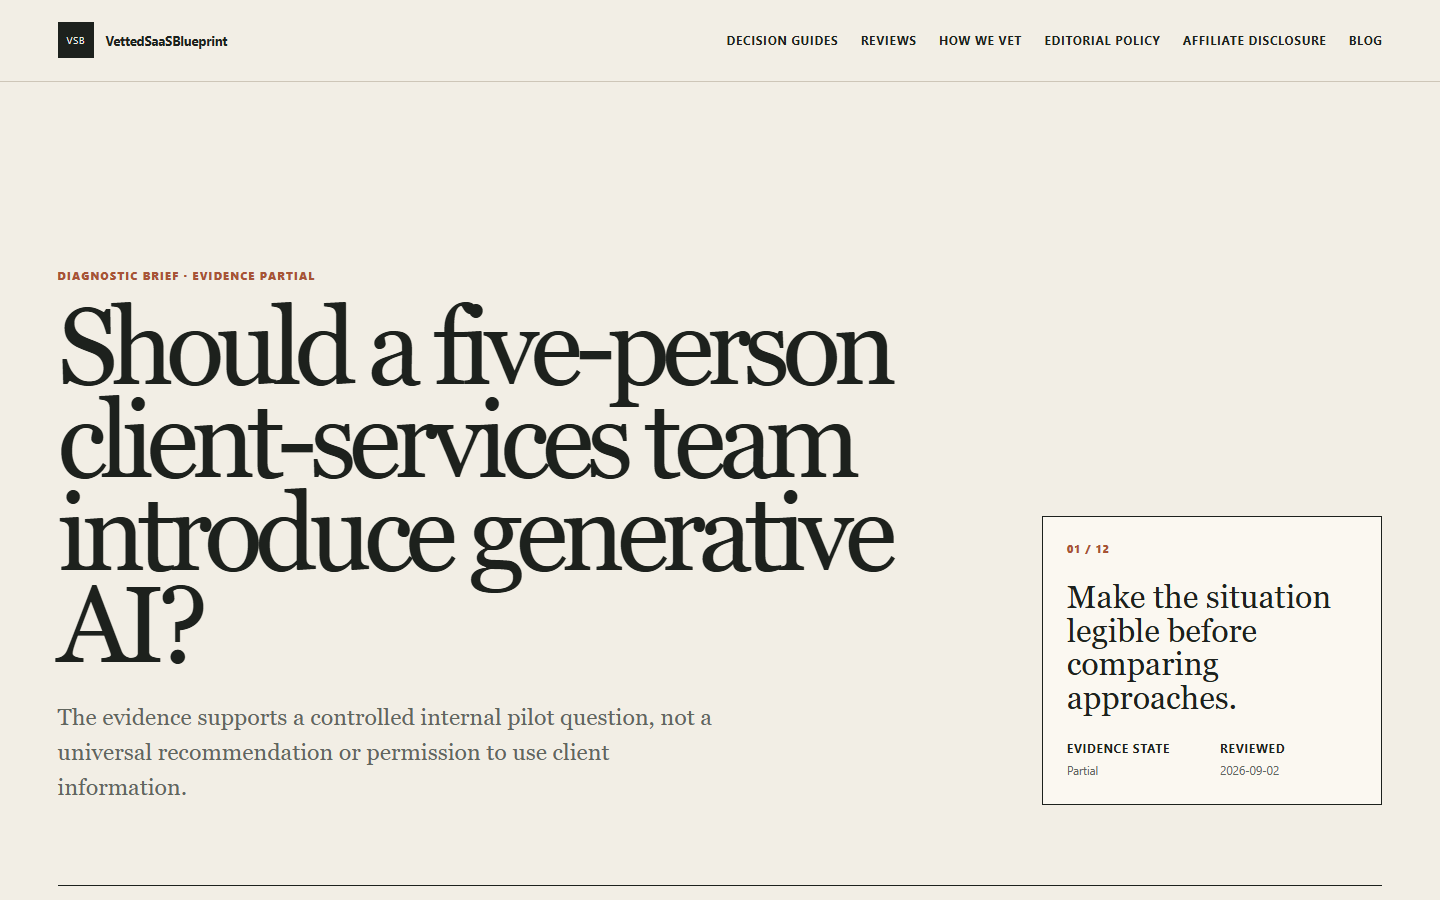 VSB
VettedSaaSBlueprint
DECISION GUIDES REVIEWS HOW WE VET EDITORIAL POLICY AFFILIATE DISCLOSURE BLOG
DIAGNOSTIC BRIEF · EVIDENCE PARTIAL
Should a five-person
client-services team
introduce generative
AI?
The evidence supports a controlled internal pilot question, not a
universal recommendation or permission to use client
information.
01 / 12
Make the situation
legible before
comparing
approaches.
EVIDENCE STATE REVIEWED
Partial 2026-09-02